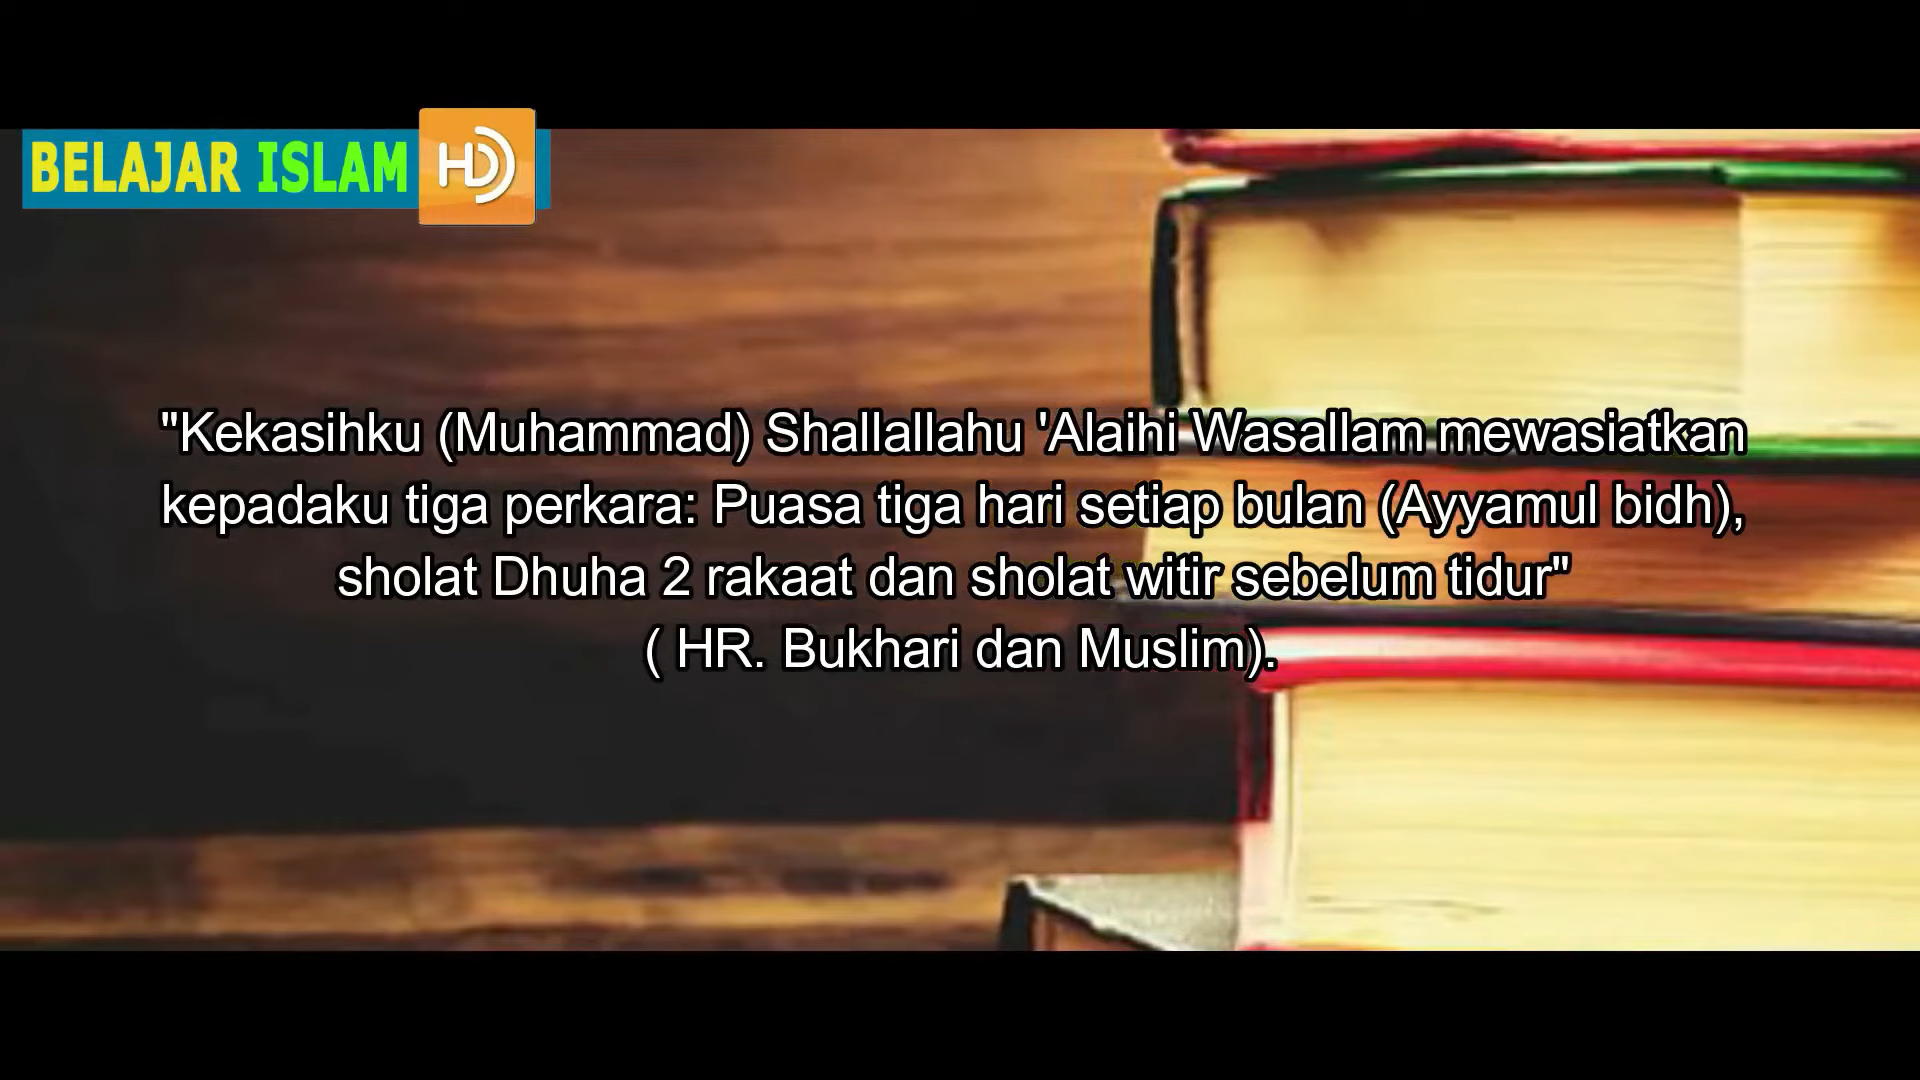 BELAJAR ISLAM HD
"Kekasihku (Muhammad) Shallallahu 'Alaihi Wasallam mewasiatkan
kepadaku tiga perkara: Puasa tiga hari setiap bulan (Ayyamul bidh),
sholat Dhuha 2 rakaat dan sholat witir sebelum tidur"
( HR. Bukhari dan Muslim).